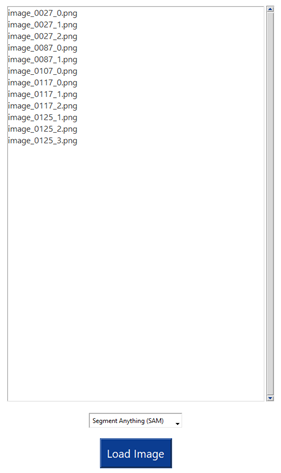 image_0027_0.png
image_0027_1.png
image_0027_2.png
image_0087_0.png
image_0087_1.png
image_0107_0.png
image_0117_0.png
image_0117_1.png
image_0117_2.png
image_0125_1.png
image_0125_2.png
image_0125_3.png
Segment Anything (SAM)
Load Image